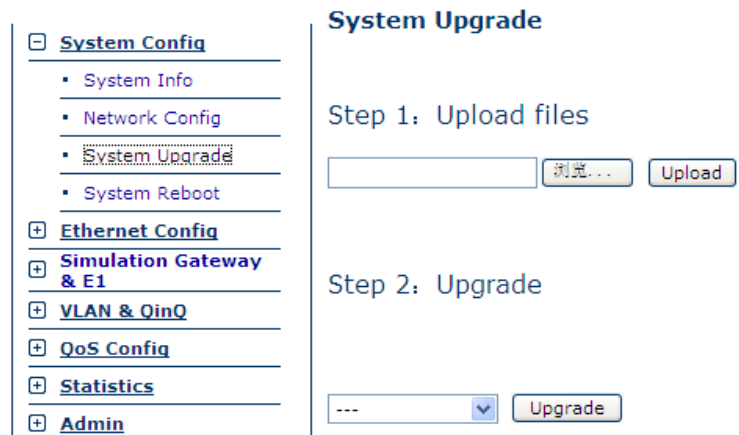 System Config
System Info
Network Config
System Upgrade
System Reboot
Ethernet Config
Simulation Gateway
& E1
VLAN & QinQ
QoS Config
Statistics
Admin
System Upgrade
Step 1：Upload files
浏览... Upload
Step 2：Upgrade
--- Upgrade